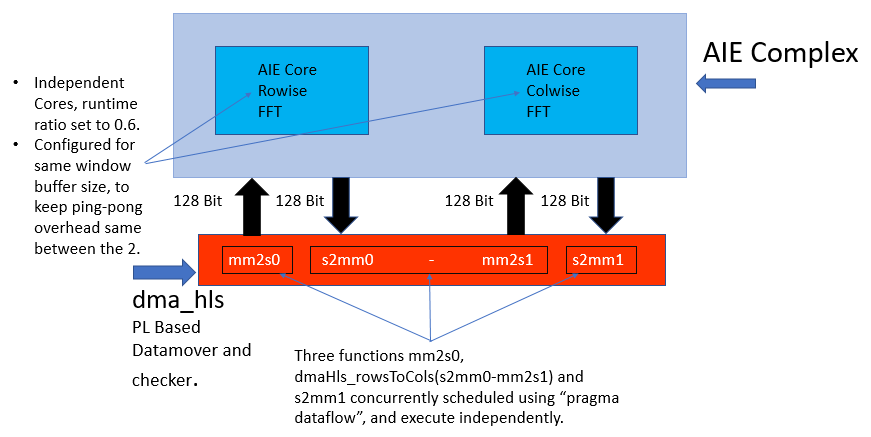 AIE Complex
AIE Core
Rowise
FFT
AIE Core
Colwise
FFT
• Independent
Cores, runtime
ratio set to 0.6.
• Configured for
same window
buffer size, to
keep ping-pong
overhead same
between the 2.
128 Bit
128 Bit
128 Bit
128 Bit
mm2s0
s2mm0 - mm2s1
s2mm1
dma_hls
PL Based
Datamover and
checker.
Three functions mm2s0,
dmaHls_rowsToCols(s2mm0-mm2s1) and
s2mm1 concurrently scheduled using “pragma
dataflow”, and execute independently.